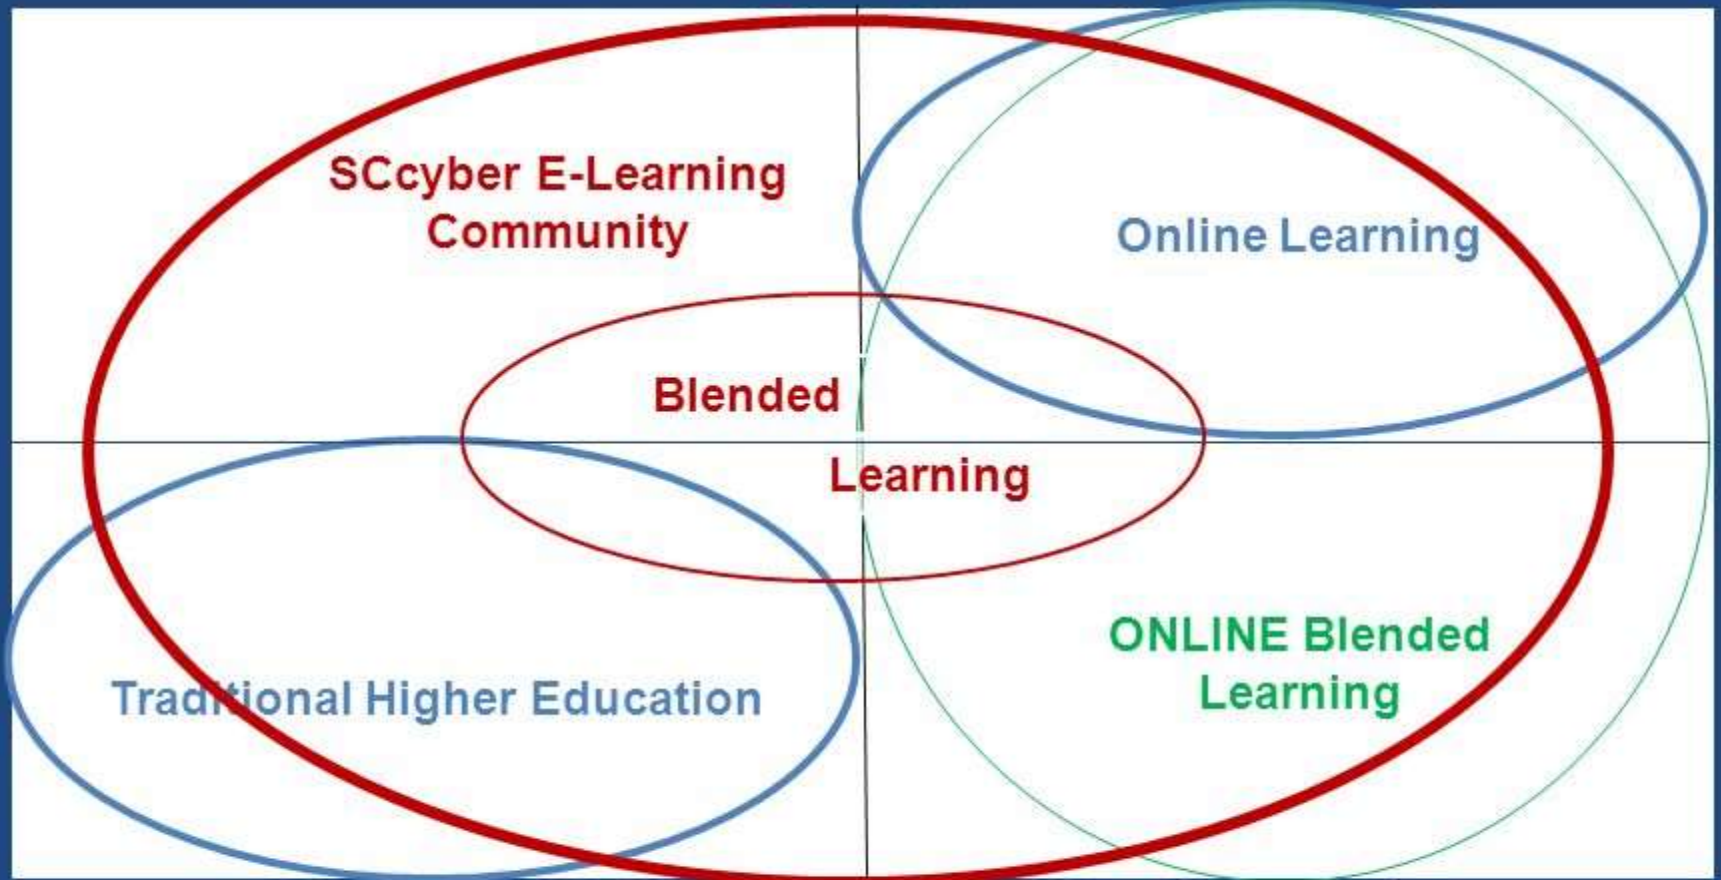 SCcyber E-Learning
Community
Online Learning
Blended
Learning
ONLINE Blended
Learning
Traditional Higher Education